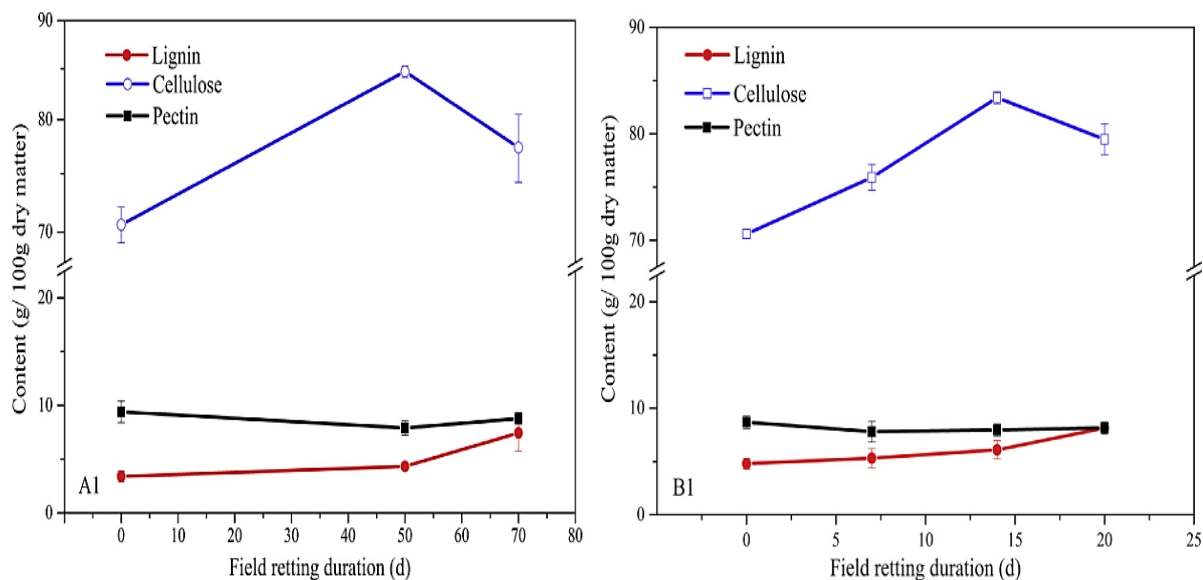 90
80
70
20
10
0
Content (g/ 100g dry matter)
Lignin
Cellulose
Pectin
A1
0 10 20 30 40 50 60 70 80
Field retting duration (d)
90
80
70
20
10
0
Content (g/ 100g dry matter)
Lignin
Cellulose
Pectin
B1
0 5 10 15 20 25
Field retting duration (d)